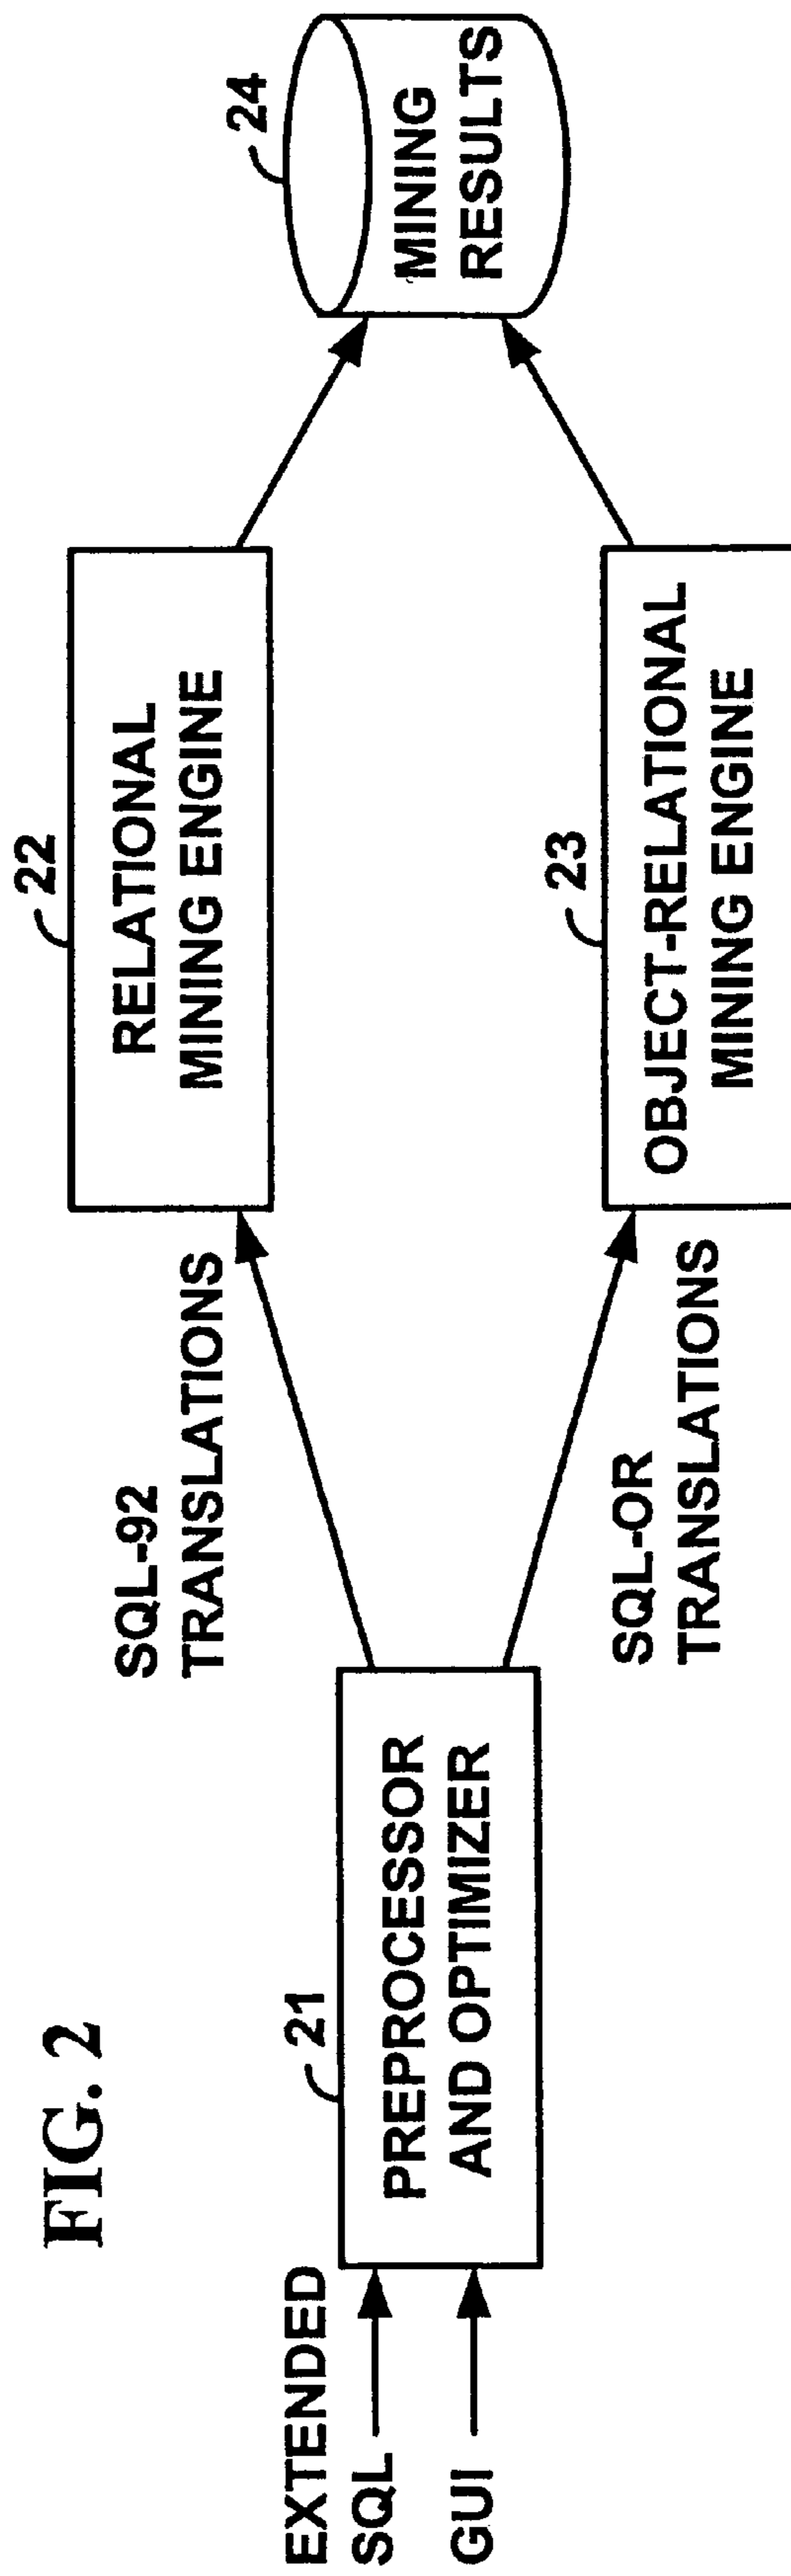 FIG. 2
EXTENDED
SQL
GUI
21
PREPROCESSOR
AND OPTIMIZER
SQL-92
TRANSLATIONS
SQL-OR
TRANSLATIONS
22
RELATIONAL
MINING ENGINE
23
OBJECT-RELATIONAL
MINING ENGINE
24
MINING
RESULTS